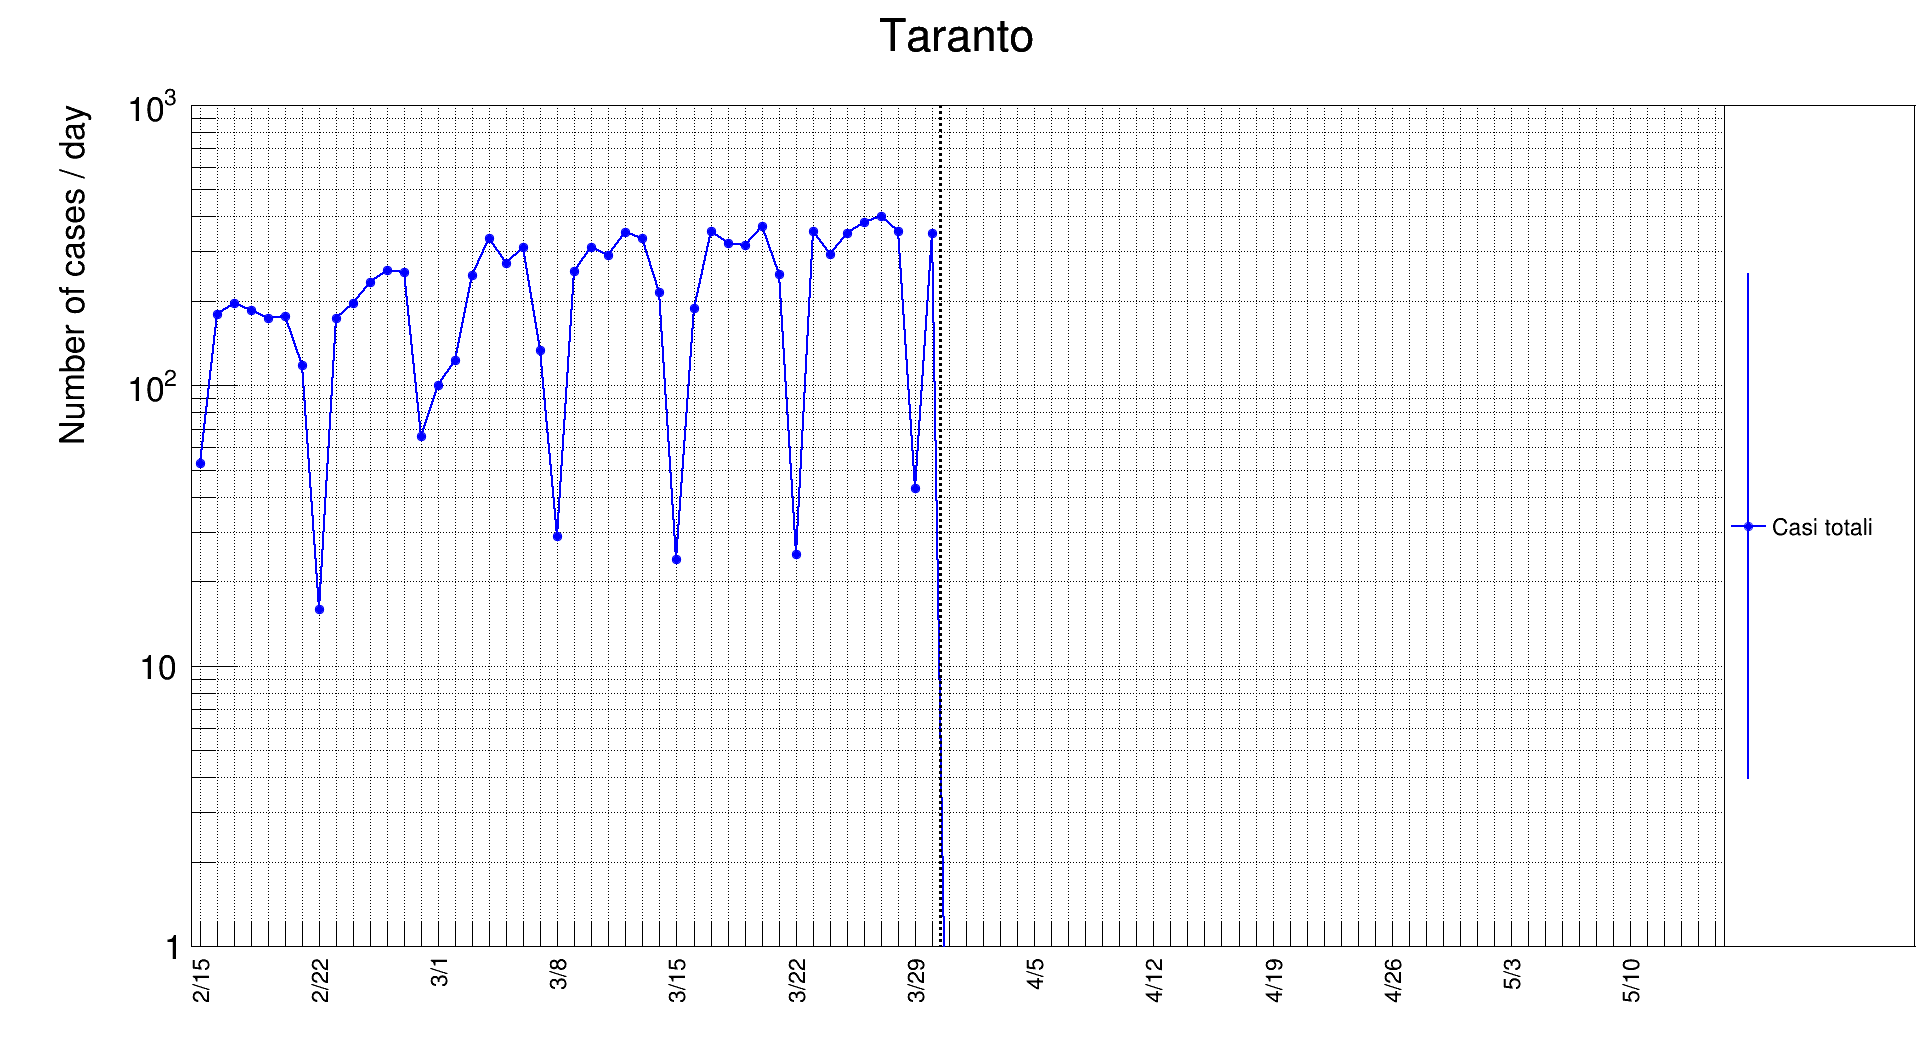 Taranto
Number of cases / day
10³
10²
10
1
2/15 2/22 3/1 3/8 3/15 3/22 3/29 4/5 4/12 4/19 4/26 5/3 5/10
Casi totali